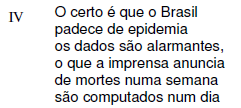 IV
O certo é que o Brasil
padece de epidemia
os dados são alarmantes,
o que a imprensa anuncia
de mortes numa semana
são computados num dia